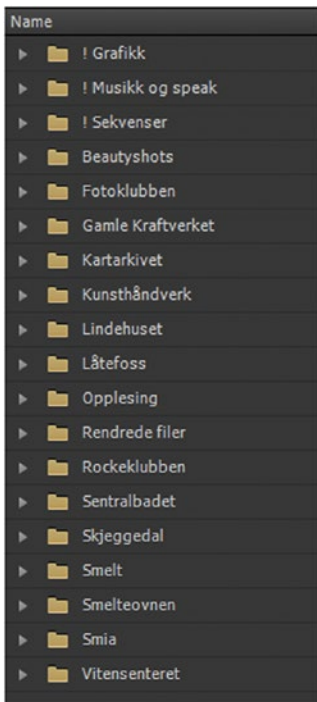 Name
! Grafikk
! Musikk og speak
! Sekvenser
Beautyshots
Fotoklubben
Gamle Kraftverket
Kartarkivet
Kunsthåndverk
Lindehuset
Låtefoss
Opplesing
Rendrede filer
Rockeklubben
Sentralbadet
Skjeggedal
Smelt
Smelteovnen
Smia
Vitensenteret